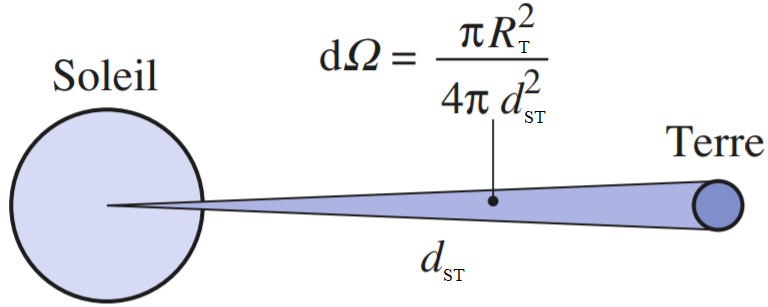 Soleil
dΩ = πR_T^2 / 4π d_ST^2
Terre
d_ST